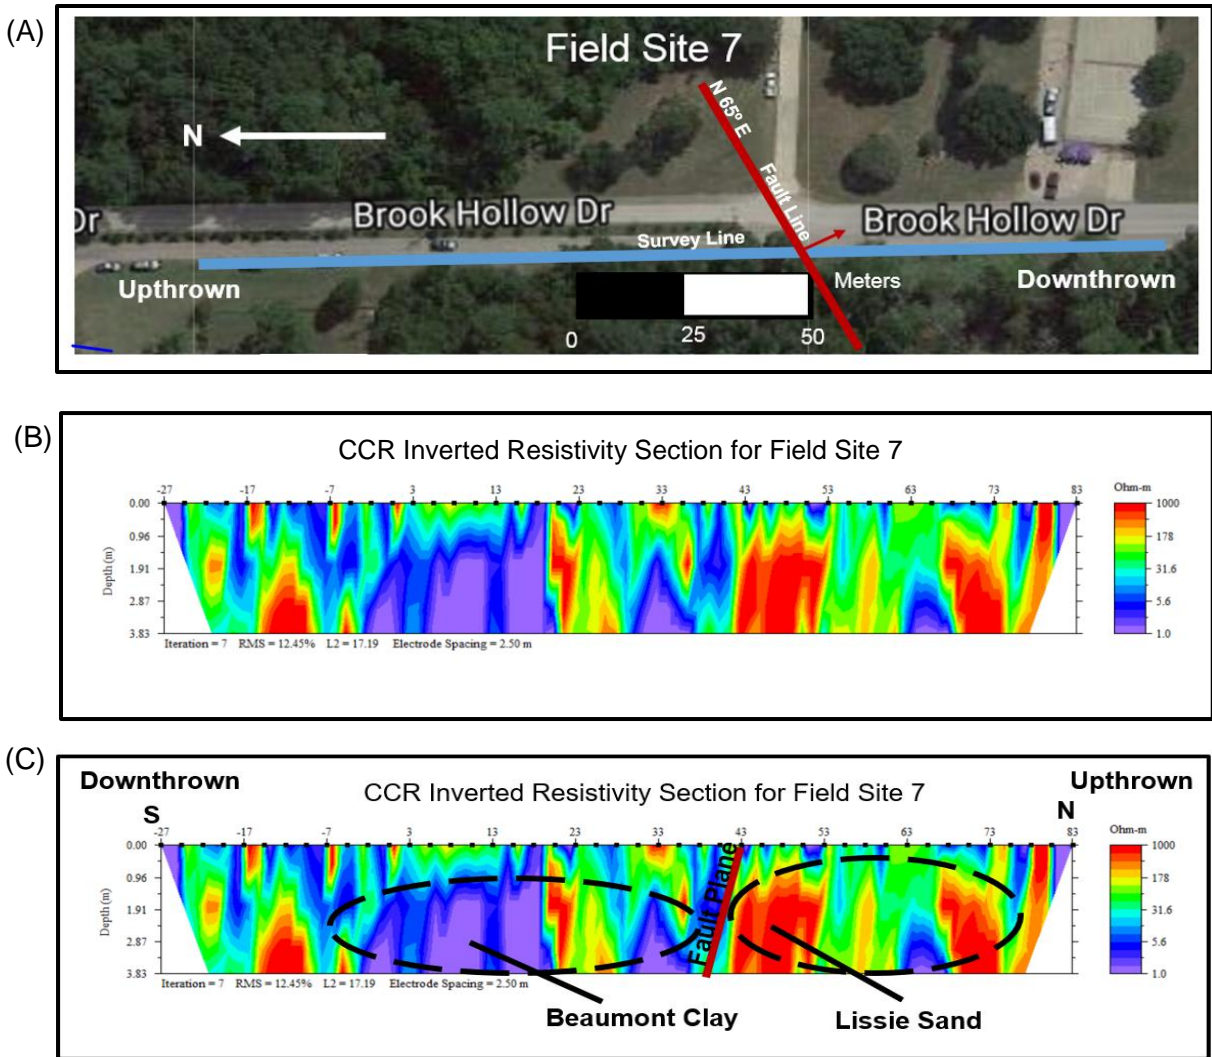 (A)
Field Site 7
N
N 65º E
Fault Line
Dr
Brook Hollow Dr
Brook Hollow Dr
Survey Line
Upthrown
Meters
Downthrown
0
25
50
(B)
CCR Inverted Resistivity Section for Field Site 7
-27 -17 -7 3 13 23 33 43 53 63 73 83
Ohm-m
0.00
0.96
1.91
2.87
3.83
Depth (m)
1000
178
31.6
5.6
1.0
Iteration = 7 RMS = 12.45% L2 = 17.19 Electrode Spacing = 2.50 m
(C)
Downthrown
S
CCR Inverted Resistivity Section for Field Site 7
Upthrown
N
-27 -17 -7 3 13 23 33 43 53 63 73 83
Ohm-m
0.00
0.96
1.91
2.87
3.83
Depth (m)
Fault Plane
1000
178
31.6
5.6
1.0
Iteration = 7 RMS = 12.45% L2 = 17.19 Electrode Spacing = 2.50 m
Beaumont Clay
Lissie Sand